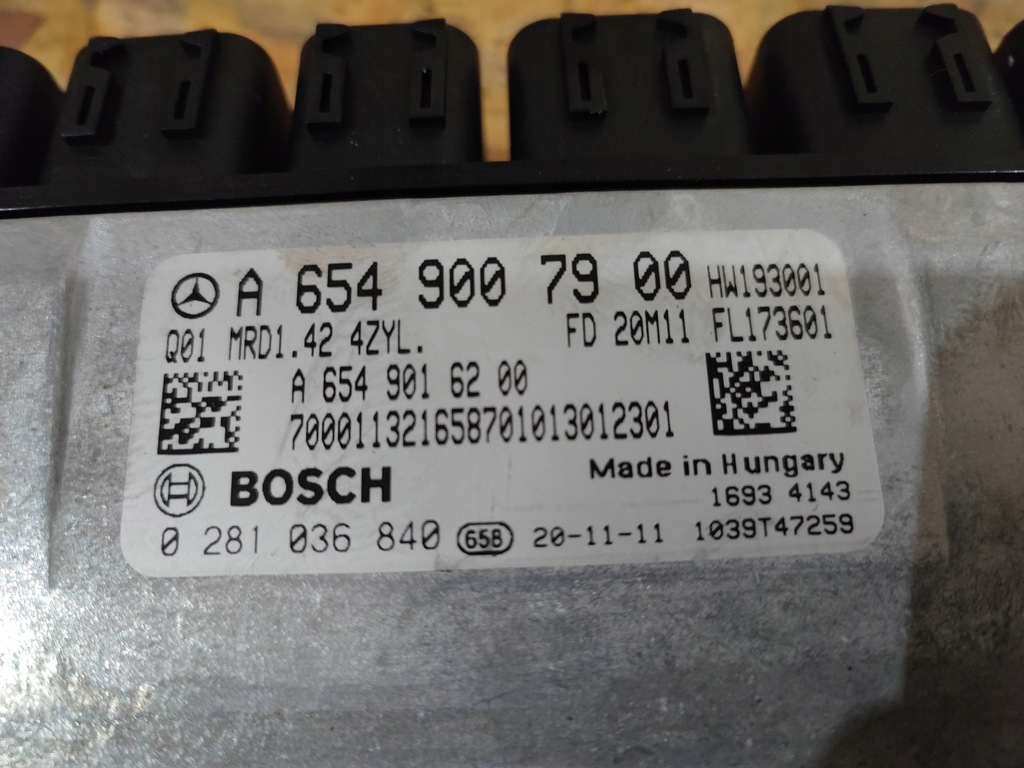 A 654 900 79 00 HW193001
Q01 MRD1.42 4ZYL. FD 20M11 FL173601
A 654 901 62 00
700011321658701013012301
BOSCH
Made in Hungary
1693 4143
0 281 036 840 658 20-11-11 1039T47259